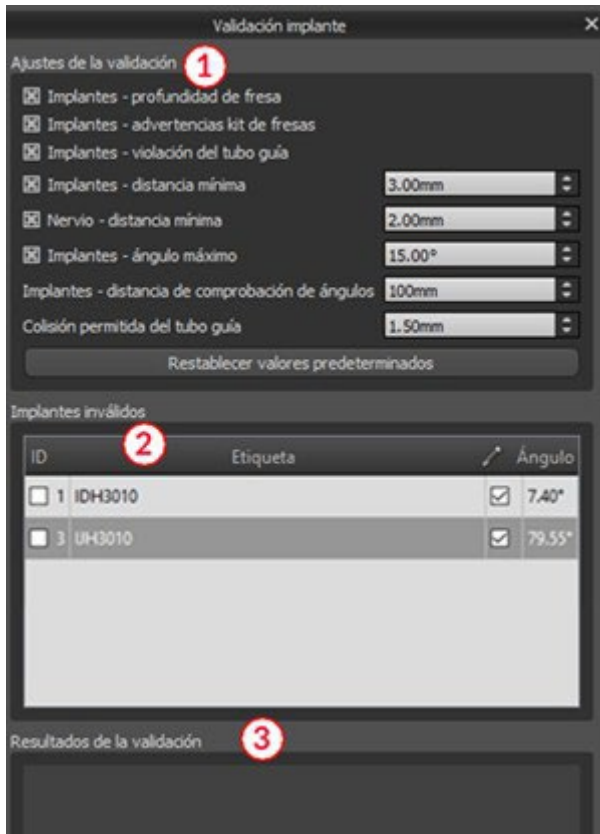 Validación implante
Ajustes de la validación 1
Implantes - profundidad de fresa
Implantes - advertencias kit de fresas
Implantes - violación del tubo guía
Implantes - distancia mínima 3.00mm
Nervio - distancia mínima 2.00mm
Implantes - ángulo máximo 15.00°
Implantes - distancia de comprobación de ángulos 100mm
Colisión permitida del tubo guía 1.50mm
Restablecer valores predeterminados
Implantes inválidos
2
ID Etiqueta Ángulo
1 IDH3010 7.40°
3 UH3010 79.55°
Resultados de la validación 3